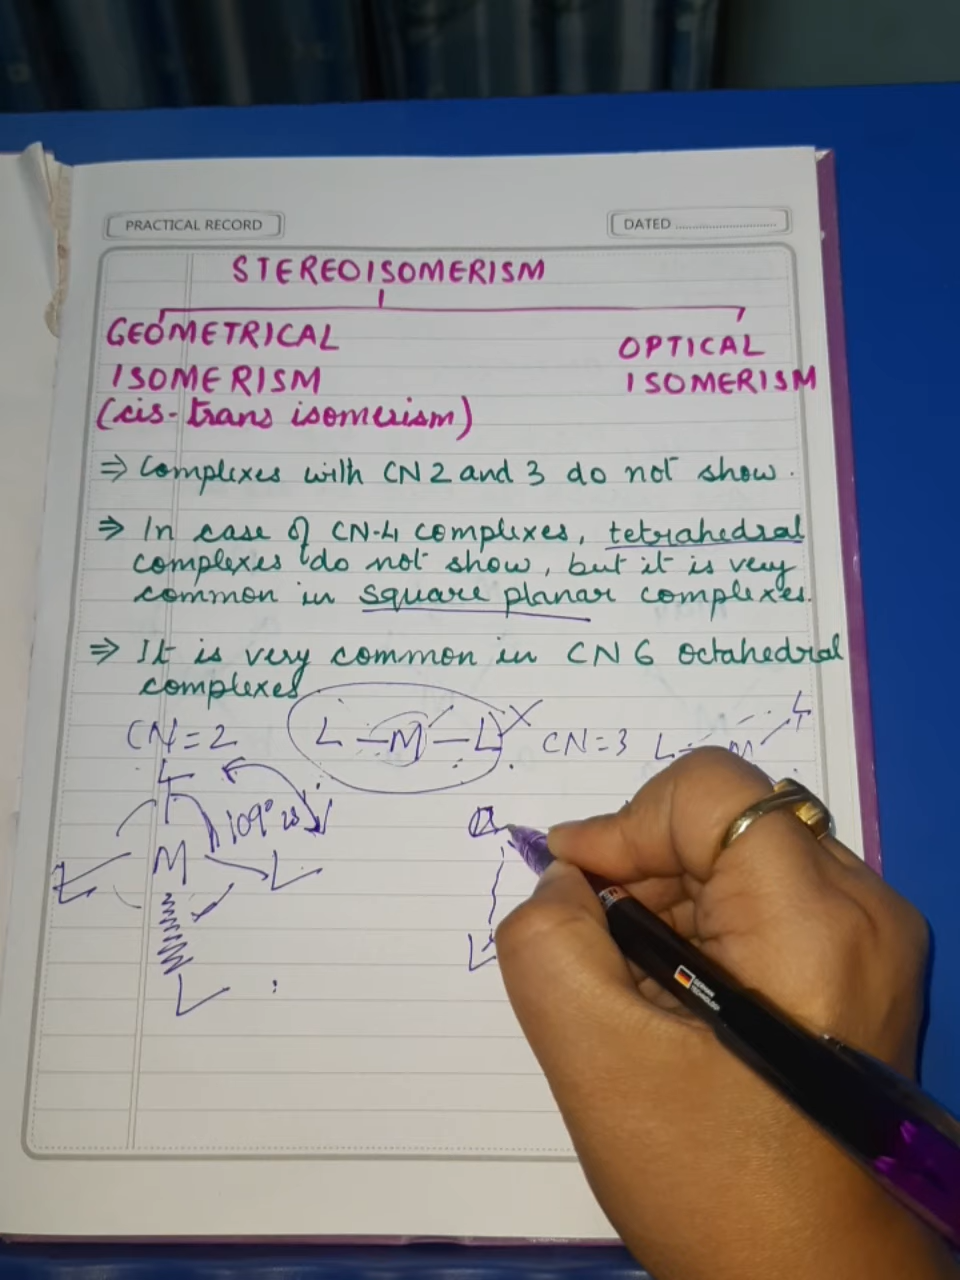 PRACTICAL RECORD
DATED ............................
STEREOISOMERISM
GEOMETRICAL ISOMERISM
(cis-trans isomerism)
OPTICAL ISOMERISM
⇒ Complexes with CN 2 and 3 do not show.
⇒ In case of CN-4 complexes, tetrahedral
complexes do not show, but it is very
common in square planar complexes.
⇒ It is very common in CN 6 octahedral
complexes
CN=2 L—M—L X CN=3 L M L
L
109° 28'
L M L
L
L
GERMAN
TECHNOLOGY